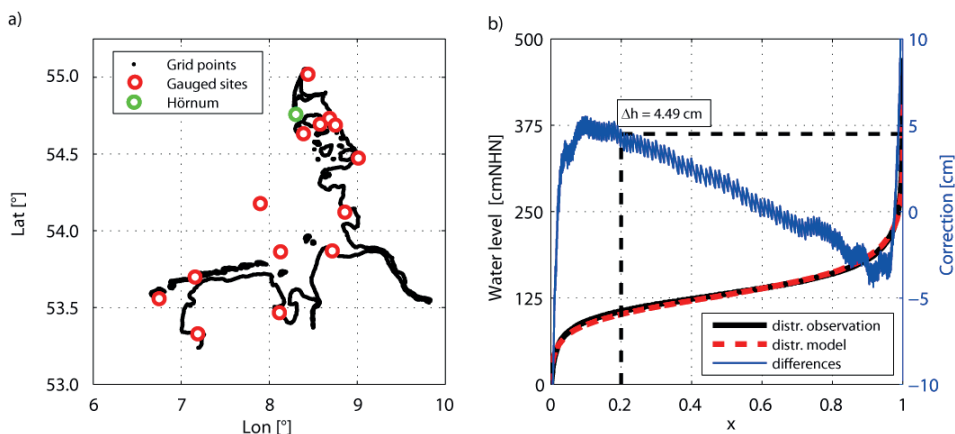 a)
Grid points
Gauged sites
Hörnum
55.0
54.5
54.0
53.5
53.0
Lat [°]
6 7 8 9 10
Lon [°]
b)
500
375
250
125
0
Water level [cmNHN]
Δh = 4.49 cm
distr. observation
distr. model
differences
10
5
0
−5
−10
Correction [cm]
0 0.2 0.4 0.6 0.8 1
x